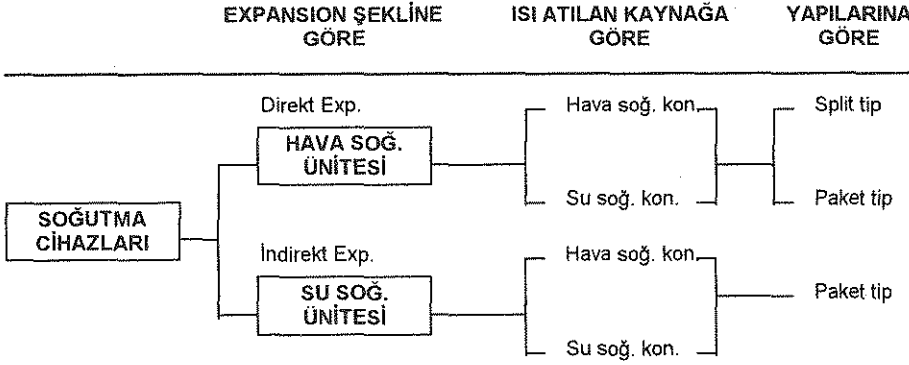 EXPANSION ŞEKLİNE GÖRE
ISI ATILAN KAYNAĞA GÖRE
YAPILARINA GÖRE
Direkt Exp.
HAVA SOĞ.
ÜNİTESİ
Hava soğ. kon.
Su soğ. kon.
Split tip
Paket tip
SOĞUTMA
CİHAZLARI
İndirekt Exp.
SU SOĞ.
ÜNİTESİ
Hava soğ. kon.
Su soğ. kon.
Paket tip